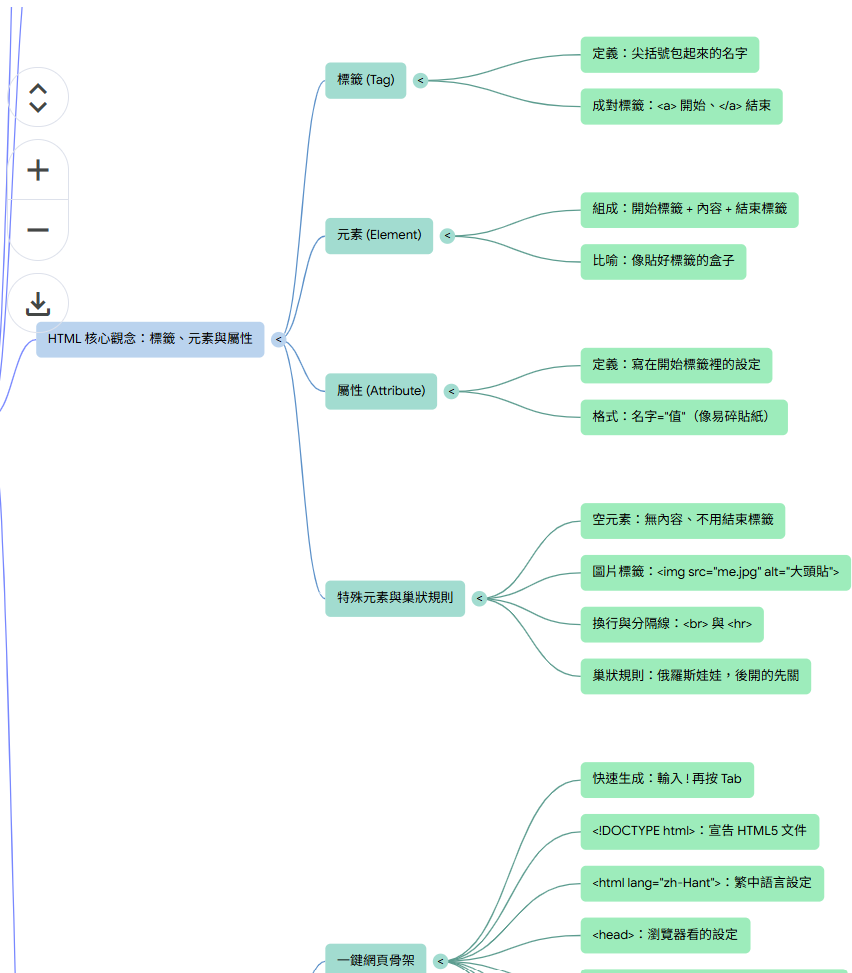 HTML 核心觀念：標籤、元素與屬性
<
標籤 (Tag)
<
定義：尖括號包起來的名字
成對標籤：<a> 開始、</a> 結束
元素 (Element)
<
組成：開始標籤 + 內容 + 結束標籤
比喻：像貼好標籤的盒子
屬性 (Attribute)
<
定義：寫在開始標籤裡的設定
格式：名字="值"（像易碎貼紙）
特殊元素與巢狀規則
<
空元素：無內容、不用結束標籤
圖片標籤：<img src="me.jpg" alt="大頭貼">
換行與分隔線：<br> 與 <hr>
巢狀規則：俄羅斯娃娃，後開的先關
一鍵網頁骨架
<
快速生成：輸入 ! 再按 Tab
<!DOCTYPE html>：宣告 HTML5 文件
<html lang="zh-Hant">：繁中語言設定
<head>：瀏覽器看的設定